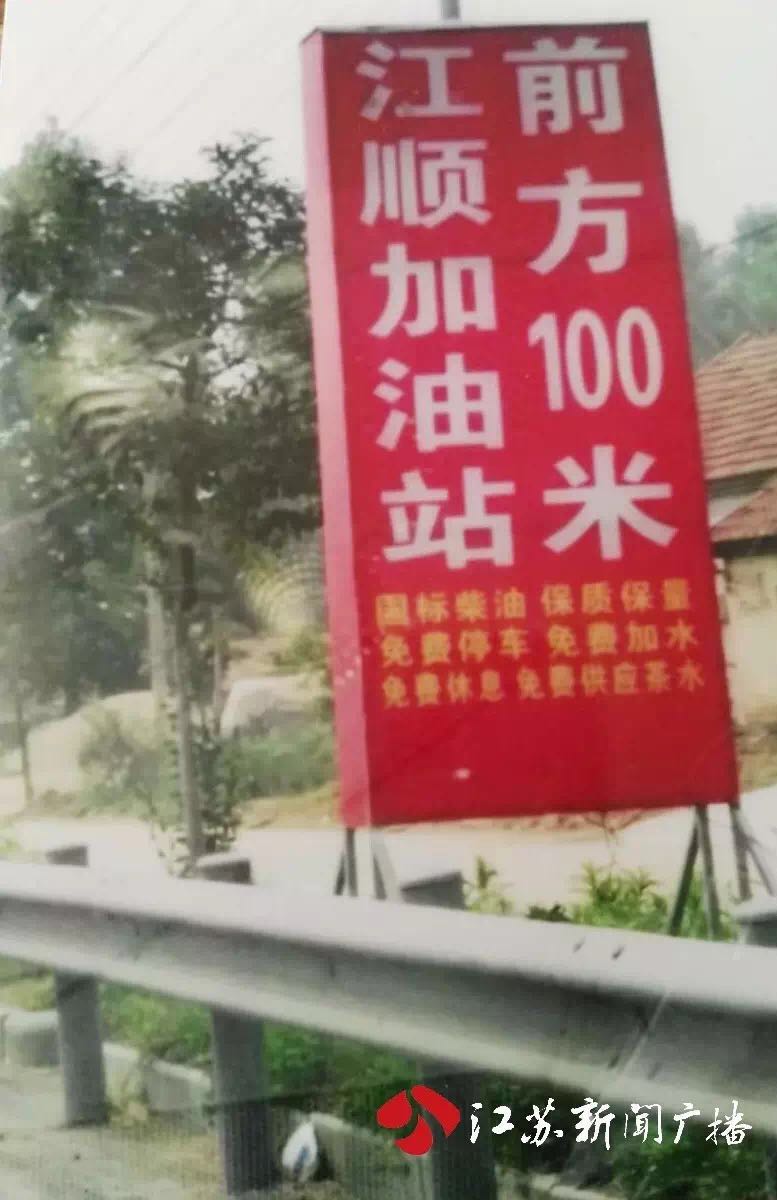 前方100米
江顺加油站
国标柴油 保质保量
免费停车 免费加水
免费休息 免费供应茶水
江苏新闻广播